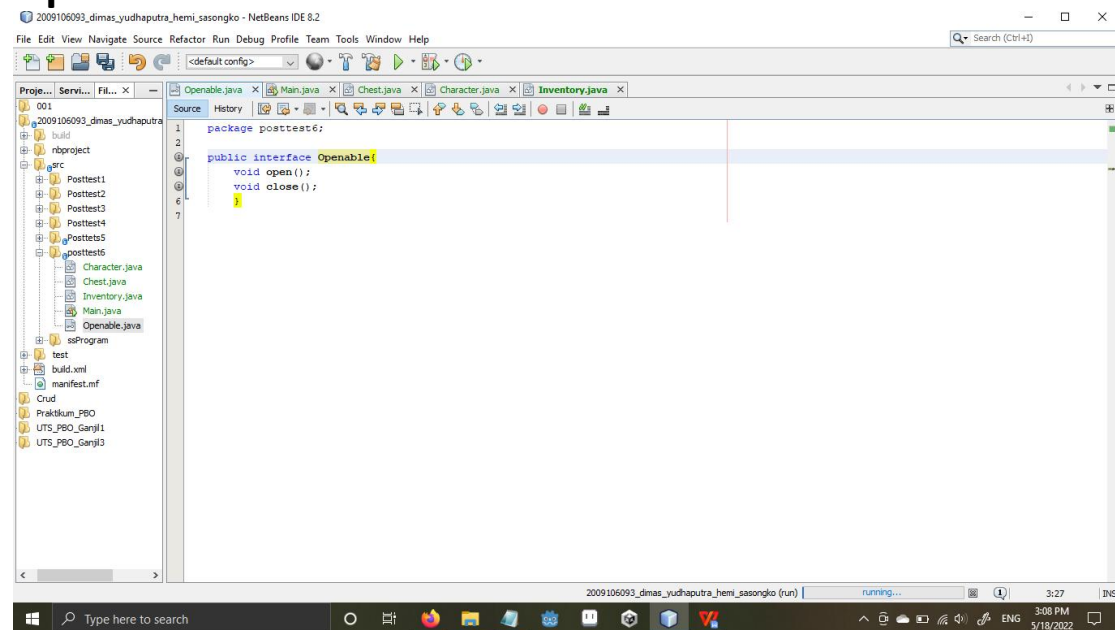 2009106093_dimas_yudhaputra_hemi_sasongko - NetBeans IDE 8.2
File Edit View Navigate Source Refactor Run Debug Profile Team Tools Window Help
Search (Ctrl+I)
<default config>
Proje... Servi... Fil... X
Openable.java X Main.java X Chest.java X Character.java X Inventory.java X
Source History
001
2009106093_dimas_yudhaputra
build
nbproject
src
Posttest1
Posttest2
Posttest3
Posttest4
Posttets5
posttest6
Character.java
Chest.java
Inventory.java
Main.java
Openable.java
ssProgram
test
build.xml
manifest.mf
Crud
Praktikum_PBO
UTS_PBO_Ganjil1
UTS_PBO_Ganjil3
1 package posttest6;
2
public interface Openable{
void open();
void close();
6 }
7
2009106093_dimas_yudhaputra_hemi_sasongko (run) running... 1 3:27 INS
Type here to search
ENG 3:08 PM
5/18/2022